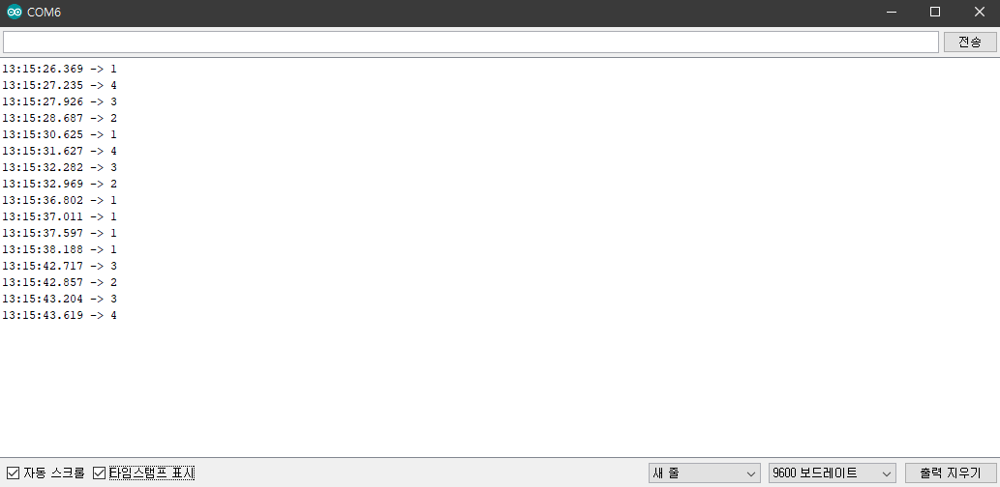 COM6
전송
13:15:26.369 -> 1
13:15:27.235 -> 4
13:15:27.926 -> 3
13:15:28.687 -> 2
13:15:30.625 -> 1
13:15:31.627 -> 4
13:15:32.282 -> 3
13:15:32.969 -> 2
13:15:36.802 -> 1
13:15:37.011 -> 1
13:15:37.597 -> 1
13:15:38.188 -> 1
13:15:42.717 -> 3
13:15:42.857 -> 2
13:15:43.204 -> 3
13:15:43.619 -> 4
자동 스크롤 타임스탬프 표시 새 줄 9600 보드레이트 출력 지우기